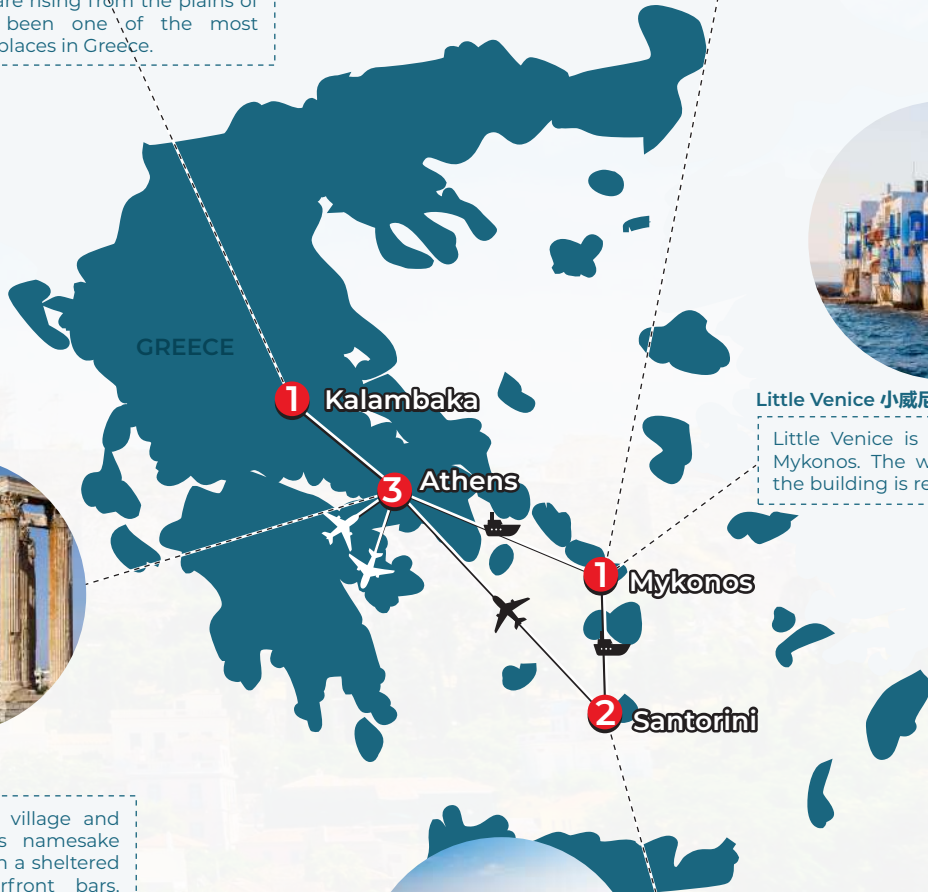 are rising from the plains of
been one of the most
places in Greece.
GREECE
1 Kalambaka
3 Athens
Little Venice 小威
Little Venice is
Mykonos. The w
the building is re
1 Mykonos
2 Santorini
village and
s namesake
n a sheltered
rfront bars.